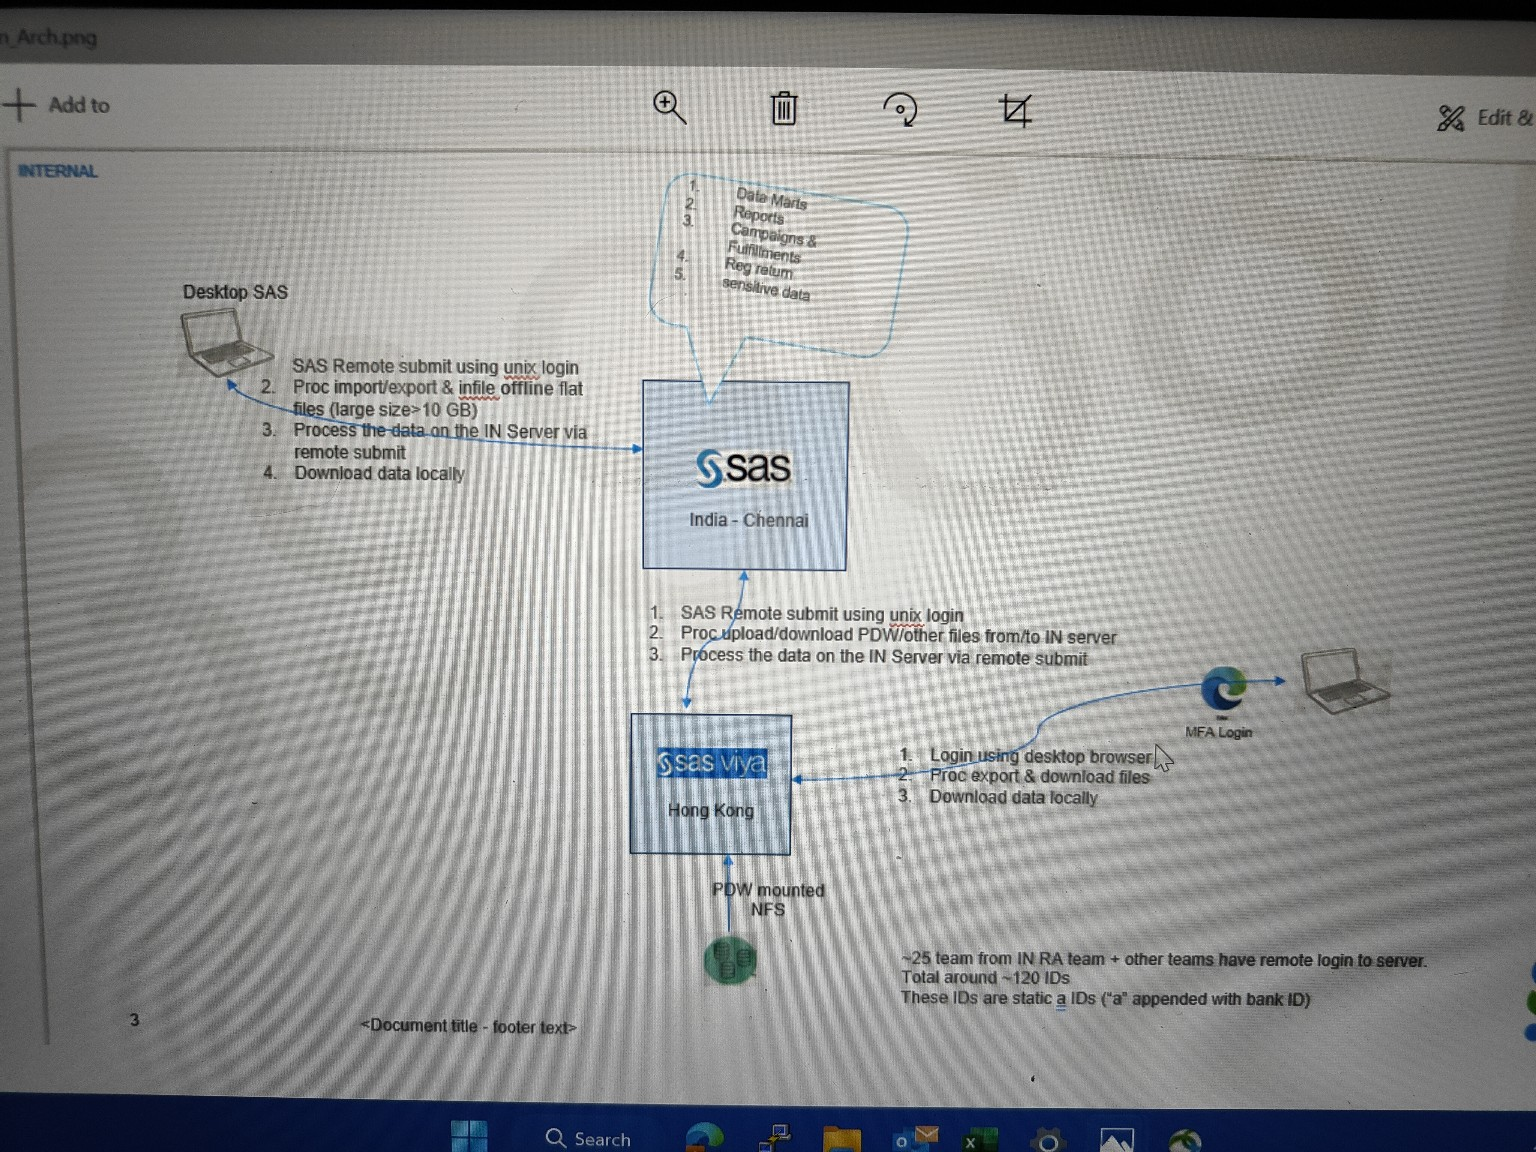 n_Arch.png
Add to
Edit &
INTERNAL
1. Data Marts
2. Reports
3. Campaigns &
Fulfillments
4. Reg return
5. sensitive data
Desktop SAS
SAS Remote submit using unix login
2. Proc import/export & infile offline flat
files (large size>10 GB)
3. Process the data on the IN Server via
remote submit
4. Download data locally
sas
India - Chennai
1. SAS Remote submit using unix login
2. Proc upload/download PDW/other files from/to IN server
3. Process the data on the IN Server via remote submit
MFA Login
sas viya
Hong Kong
1. Login using desktop browser
2. Proc export & download files
3. Download data locally
PDW mounted
NFS
~25 team from IN RA team + other teams have remote login to server.
Total around ~120 IDs
These IDs are static a IDs ("a" appended with bank ID)
3
<Document title - footer text>
Search